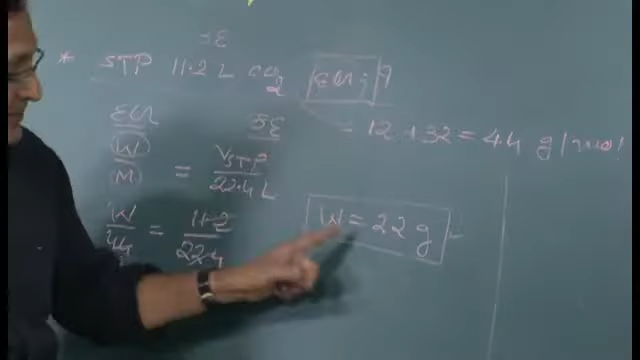 * STP 11.2 L CO₂ ?
= 12 + 32 = 44 g/mol
(W)/(M) = V STP/22.4 L
W/44 = 11.2/22.4
W = 22 g